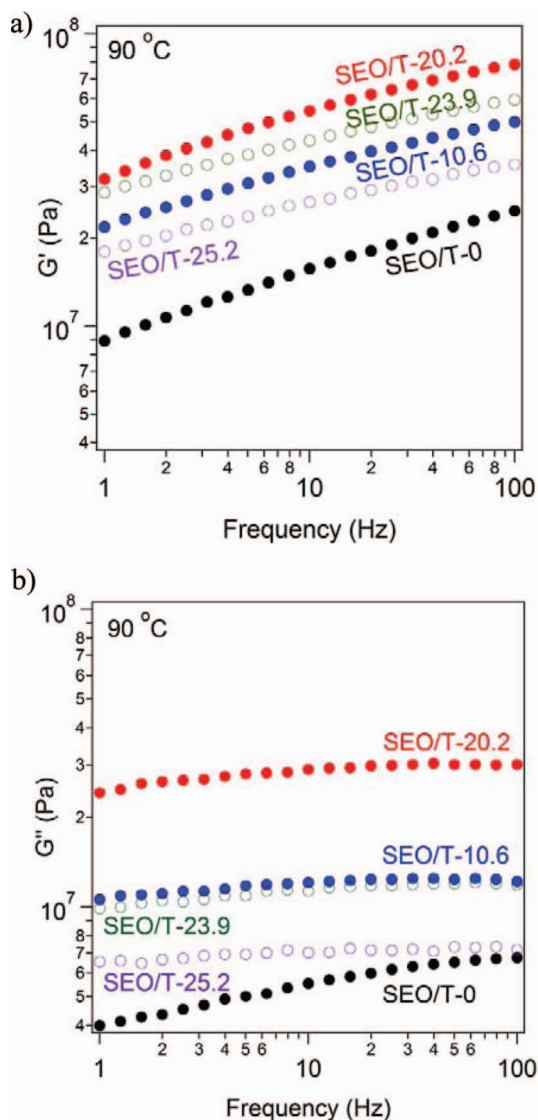 a)
10⁸
90 °C
8
7
6
5
4
3
2
10⁷
8
7
6
5
4
G' (Pa)
SEO/T-20.2
SEO/T-23.9
SEO/T-10.6
SEO/T-25.2
SEO/T-0
1 2 4 6 8 10 2 4 6 8 100
Frequency (Hz)
b)
10⁸
90 °C
8
7
6
5
4
3
2
10⁷
8
7
6
5
4
G'' (Pa)
SEO/T-20.2
SEO/T-10.6
SEO/T-23.9
SEO/T-25.2
SEO/T-0
1 2 3 4 5 6 10 2 3 4 5 6 100
Frequency (Hz)